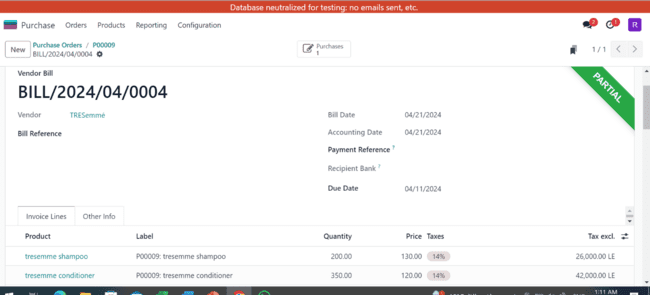 Database neutralized for testing: no emails sent, etc.
Purchase Orders Products Reporting Configuration 7 1 R
New Purchase Orders / P00009 Purchases 1 / 1
BILL/2024/04/0004 1
Vendor Bill
BILL/2024/04/0004
PARTIAL
Vendor TRESemmé Bill Date 04/21/2024
Accounting Date 04/21/2024
Bill Reference
Payment Reference ?
Recipient Bank ?
Due Date 04/11/2024
Invoice Lines Other Info
Product Label Quantity Price Taxes Tax excl.
tresemme shampoo P00009: tresemme shampoo 200.00 130.00 14% 26,000.00 LE
tresemme conditioner P00009: tresemme conditioner 350.00 120.00 14% 42,000.00 LE
1:11 AM